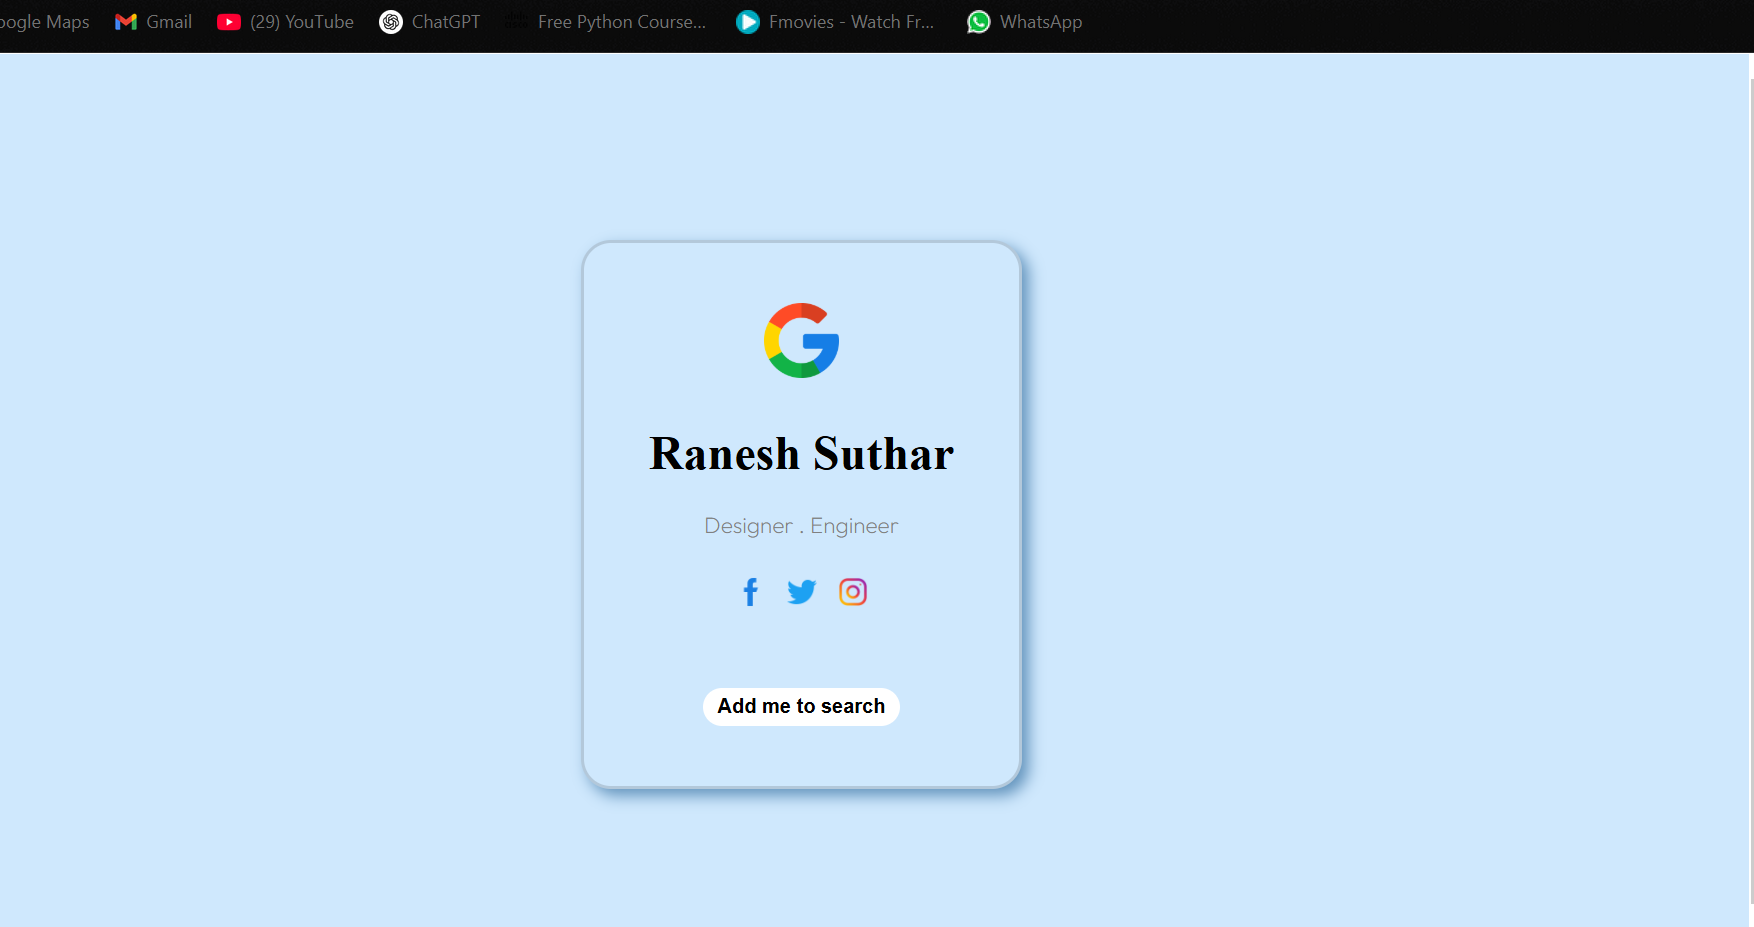 oogle Maps Gmail (29) YouTube ChatGPT Free Python Course... Fmovies - Watch Fr... WhatsApp
Ranesh Suthar
Designer . Engineer
Add me to search